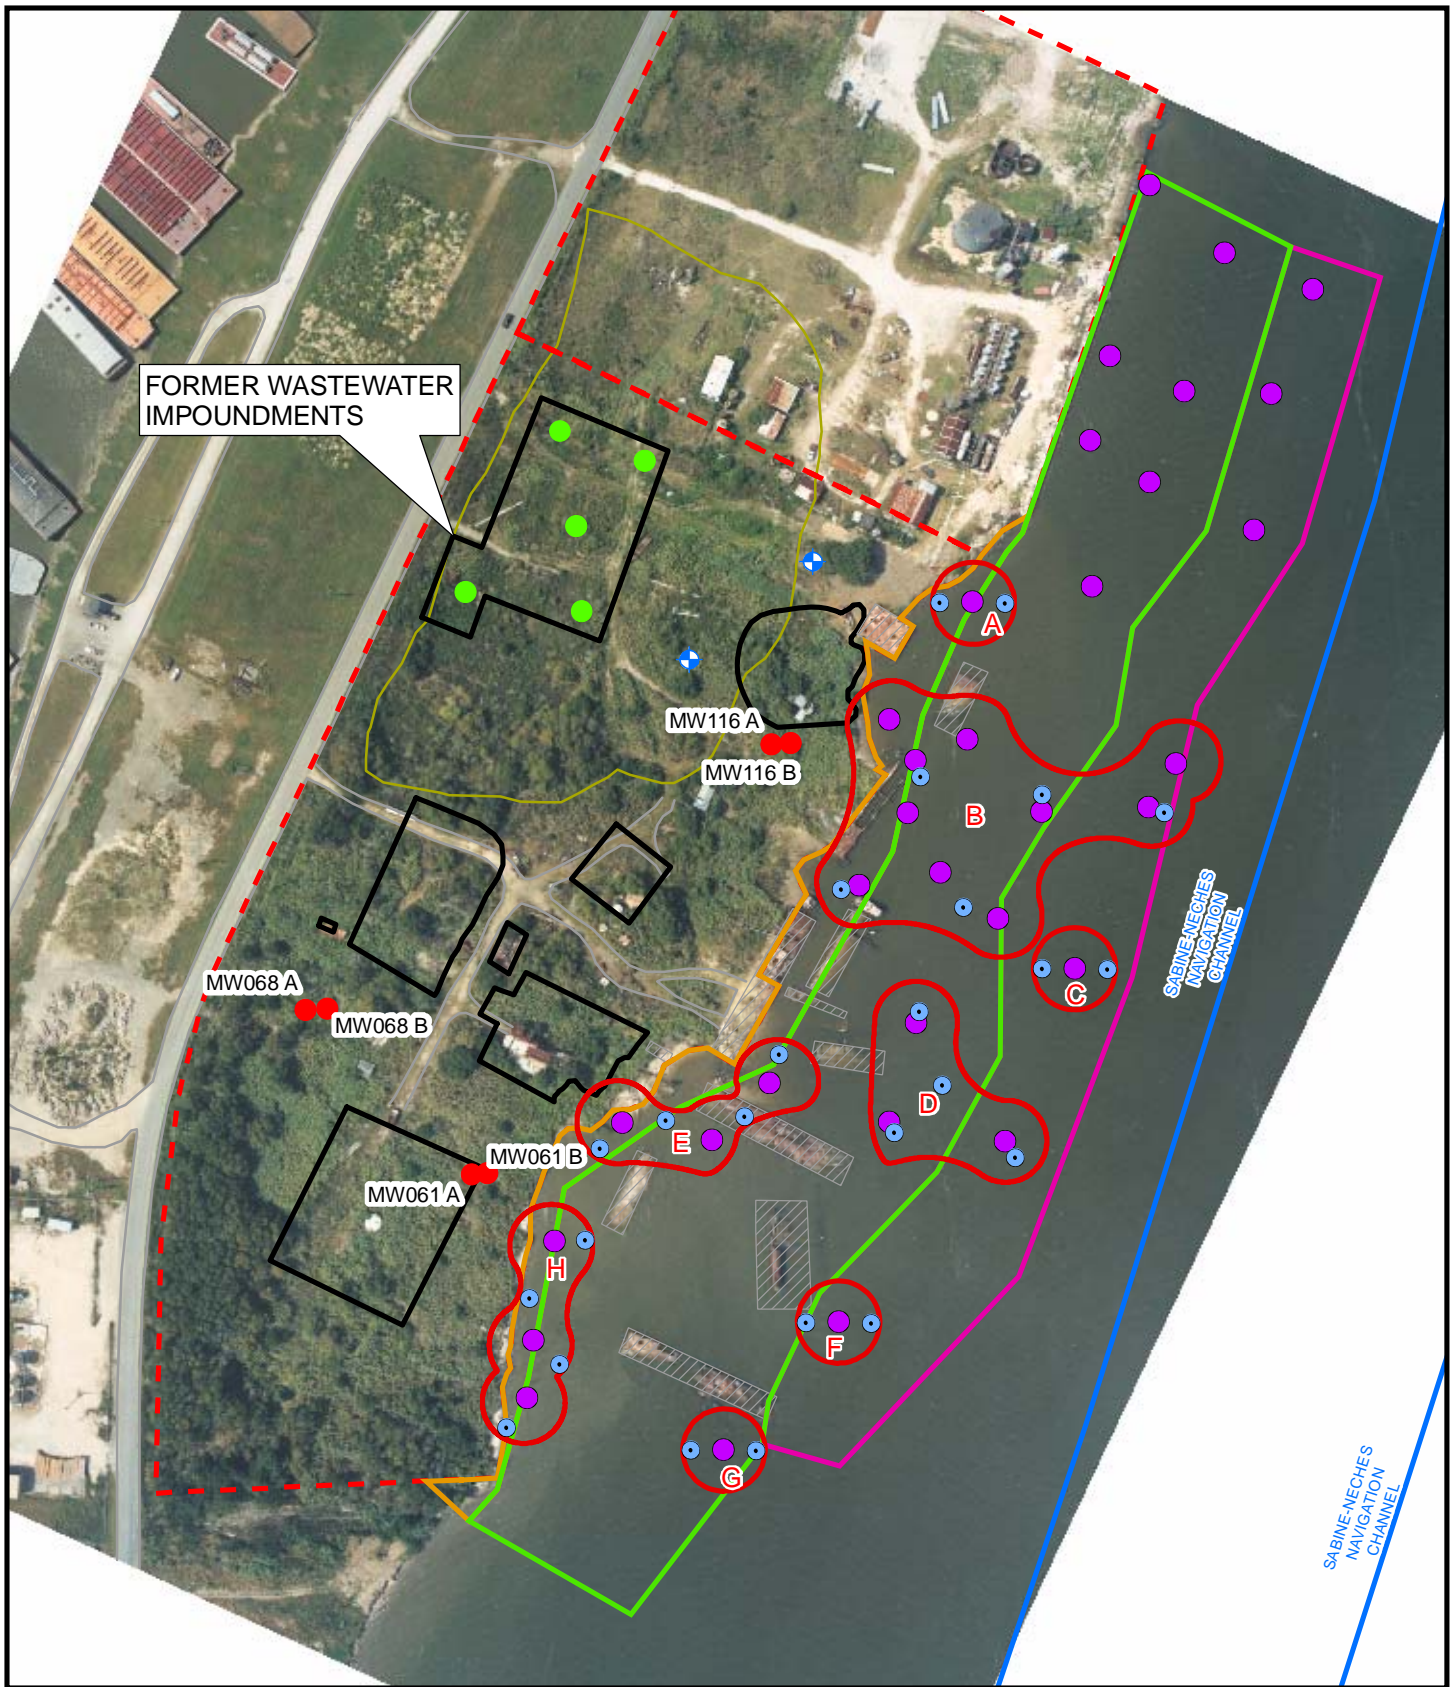 FORMER WASTEWATER
IMPOUNDMENTS
A
MW116 A
MW116 B
B
SABINE-NECHES
NAVIGATION
CHANNEL
C
MW068 A
MW068 B
D
E
MW061 B
MW061 A
H
F
G
SABINE-NECHES
NAVIGATION
CHANNEL